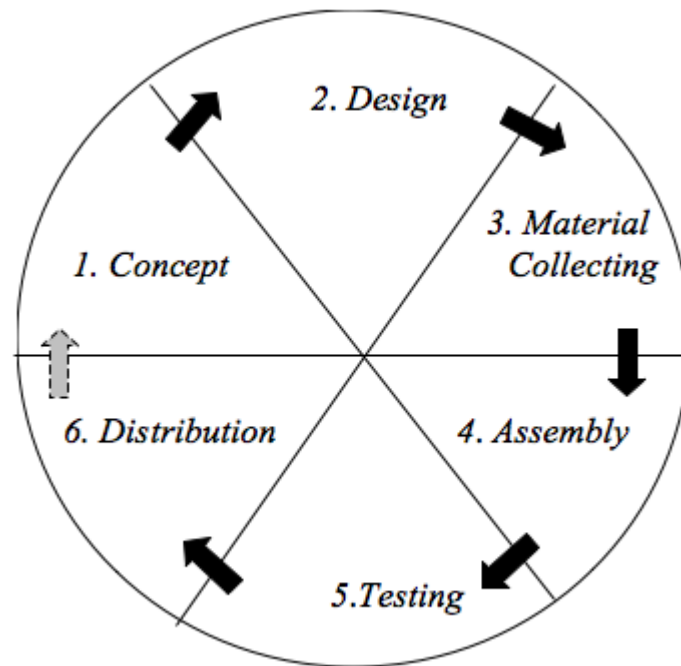 1. Concept
2. Design
3. Material
Collecting
4. Assembly
5.Testing
6. Distribution